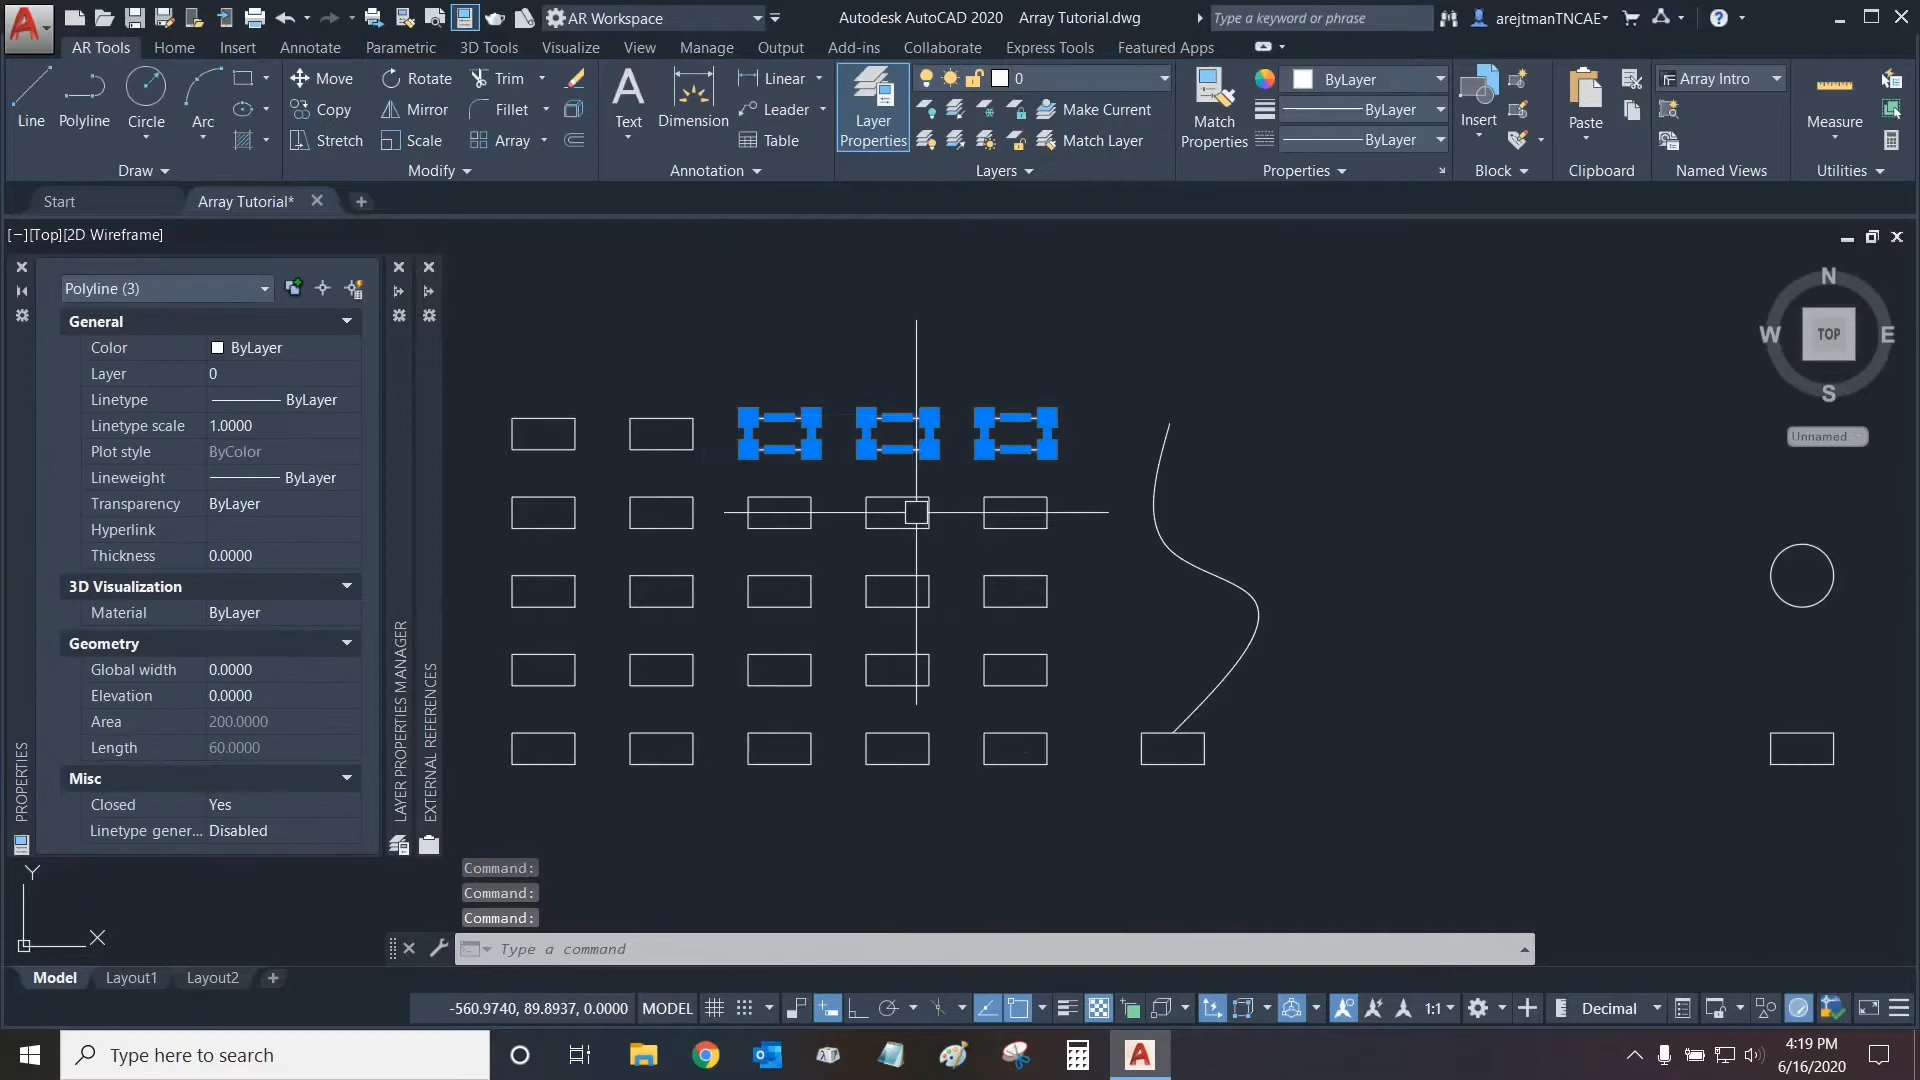 AR Workspace
Autodesk AutoCAD 2020 Array Tutorial.dwg
Type a keyword or phrase
arejtmanTNCAE
AR Tools Home Insert Annotate Parametric 3D Tools Visualize View Manage Output Add-ins Collaborate Express Tools Featured Apps
Line
Polyline
Circle
Arc
Draw
Move
Rotate
Trim
Copy
Mirror
Fillet
Stretch
Scale
Array
Modify
Text
Dimension
Linear
Leader
Table
Annotation
Layer
Properties
0
Make Current
Match Layer
Layers
Match
Properties
ByLayer
ByLayer
ByLayer
Properties
Insert
Block
Paste
Clipboard
Array Intro
Named Views
Measure
Utilities
Start
Array Tutorial*
[−][Top][2D Wireframe]
Polyline (3)
General
Color ByLayer
Layer 0
Linetype ByLayer
Linetype scale 1.0000
Plot style ByColor
Lineweight ByLayer
Transparency ByLayer
Hyperlink
Thickness 0.0000
3D Visualization
Material ByLayer
Geometry
Global width 0.0000
Elevation 0.0000
Area 200.0000
Length 60.0000
Misc
Closed Yes
Linetype gener... Disabled
PROPERTIES
LAYER PROPERTIES MANAGER
EXTERNAL REFERENCES
N
W
TOP
E
S
Unnamed
Y
X
Command:
Command:
Command:
Type a command
Model Layout1 Layout2
-560.9740, 89.8937, 0.0000
MODEL
1:1
Decimal
Type here to search
4:19 PM
6/16/2020